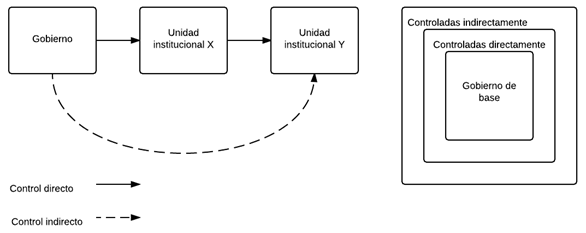 Gobierno
Unidad
institucional X
Unidad
institucional Y
Control directo
Control indirecto
Controladas indirectamente
Controladas directamente
Gobierno de
base